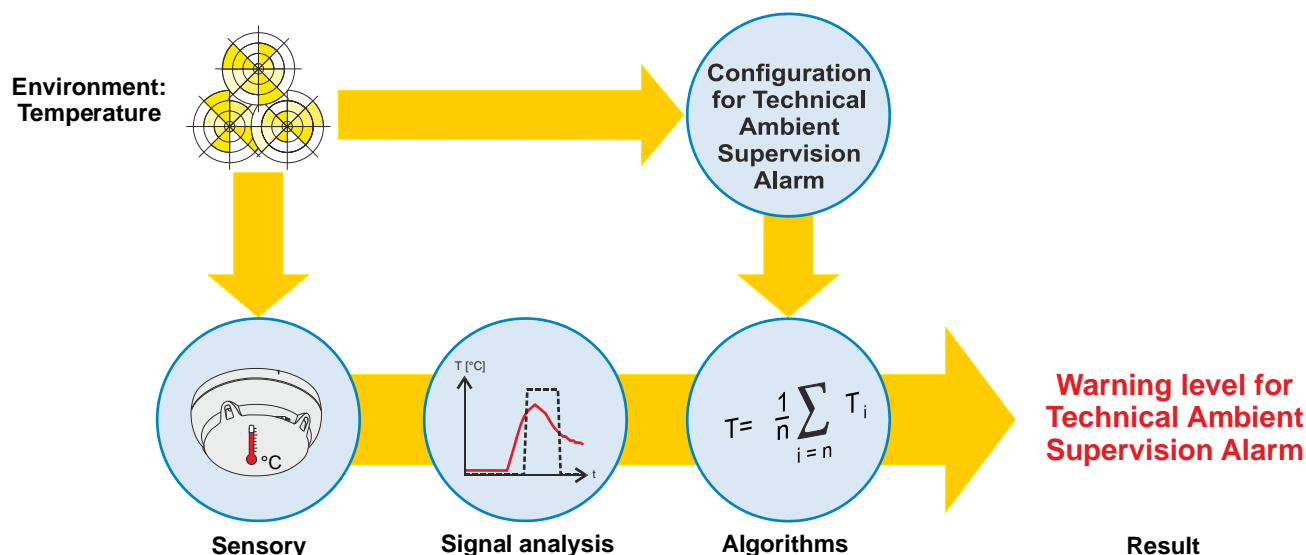 Environment:
Temperature
Configuration
for Technical
Ambient
Supervision
Alarm
°C
T [°C]
t
T= 1/n ∑ T i
i = n
Warning level for
Technical Ambient
Supervision Alarm
Sensory
Signal analysis
Algorithms
Result